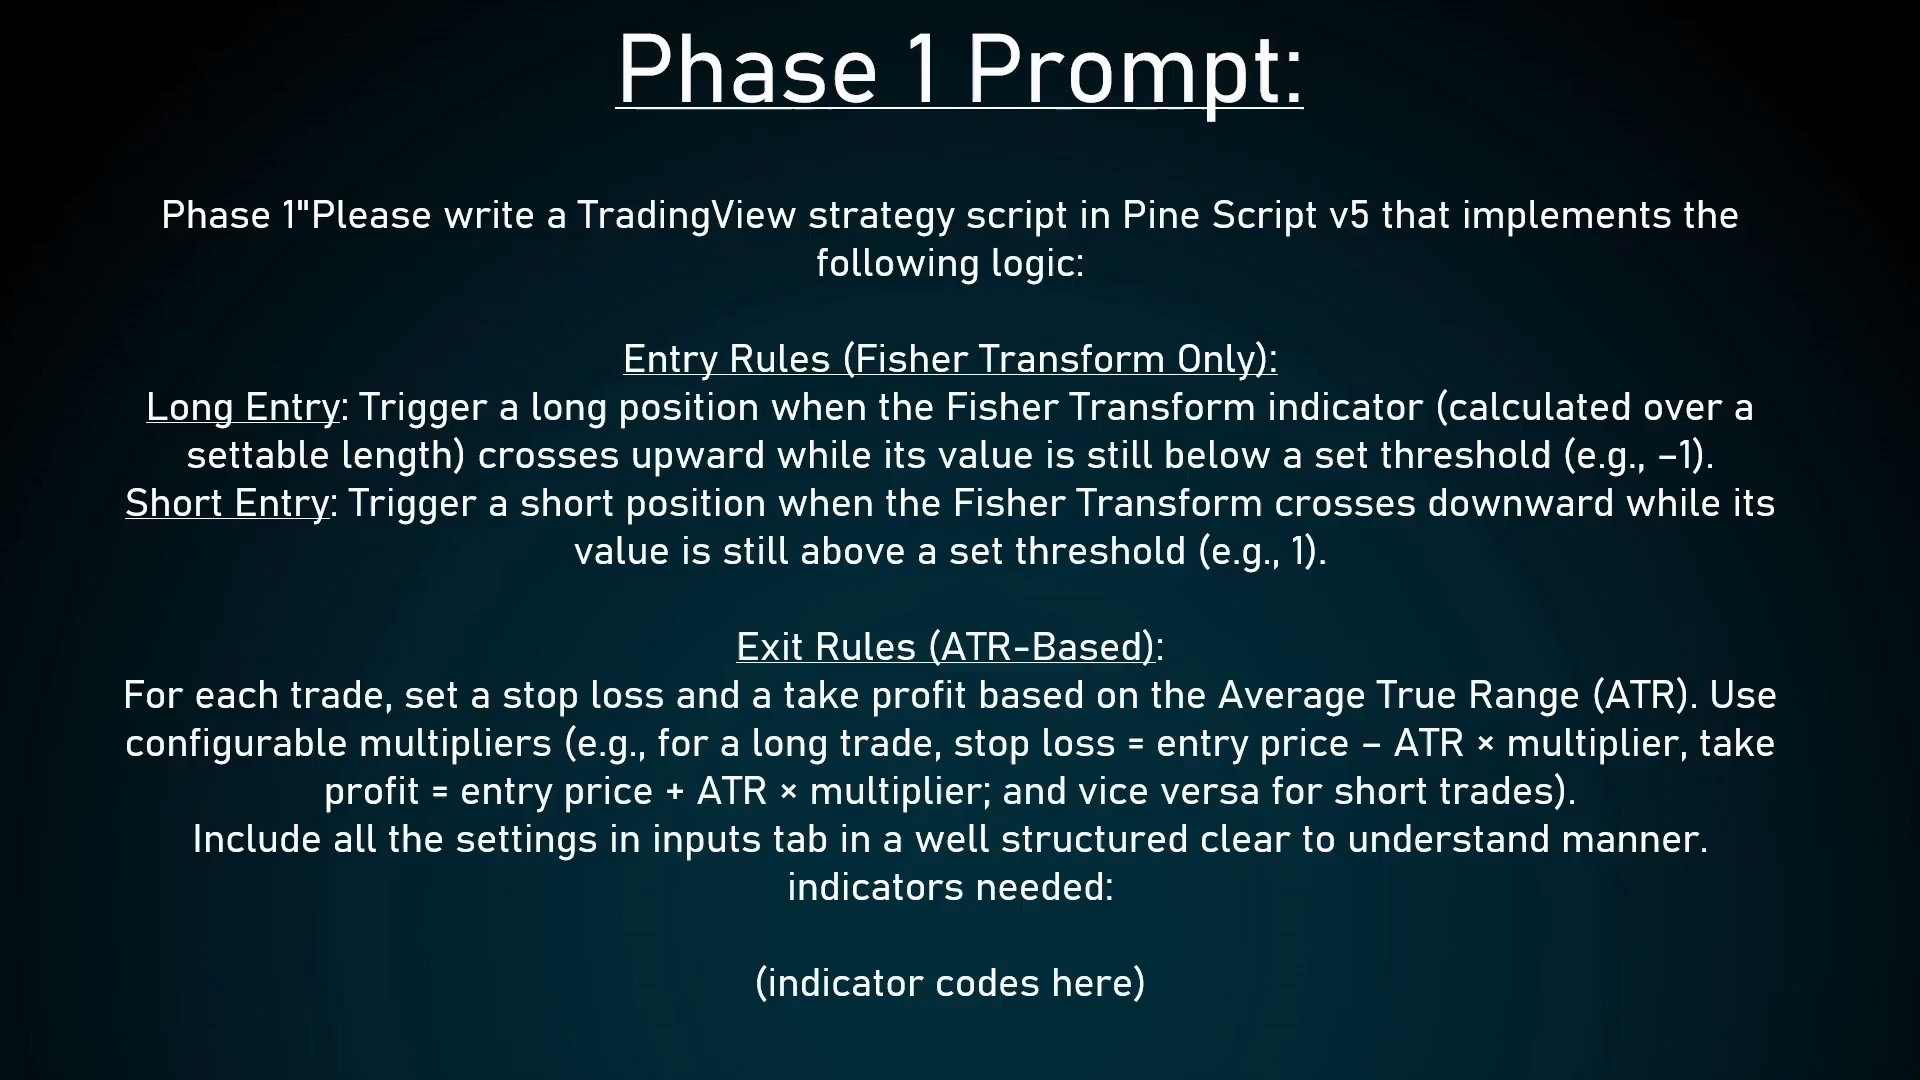 Phase 1 Prompt:
Phase 1"Please write a TradingView strategy script in Pine Script v5 that implements the
following logic:
Entry Rules (Fisher Transform Only):
Long Entry: Trigger a long position when the Fisher Transform indicator (calculated over a
settable length) crosses upward while its value is still below a set threshold (e.g., –1).
Short Entry: Trigger a short position when the Fisher Transform crosses downward while its
value is still above a set threshold (e.g., 1).
Exit Rules (ATR-Based):
For each trade, set a stop loss and a take profit based on the Average True Range (ATR). Use
configurable multipliers (e.g., for a long trade, stop loss = entry price – ATR × multiplier, take
profit = entry price + ATR × multiplier; and vice versa for short trades).
Include all the settings in inputs tab in a well structured clear to understand manner.
indicators needed:
(indicator codes here)